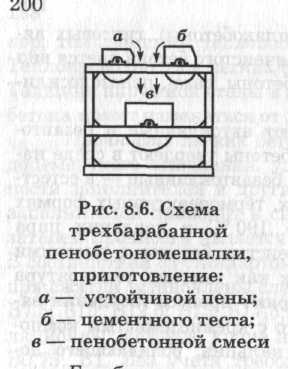 200
а б
в
Рис. 8.6. Схема
трехбарабанной
пенобетономешалки,
приготовление:
а — устойчивой пены;
б — цементного теста;
в — пенобетонной смеси